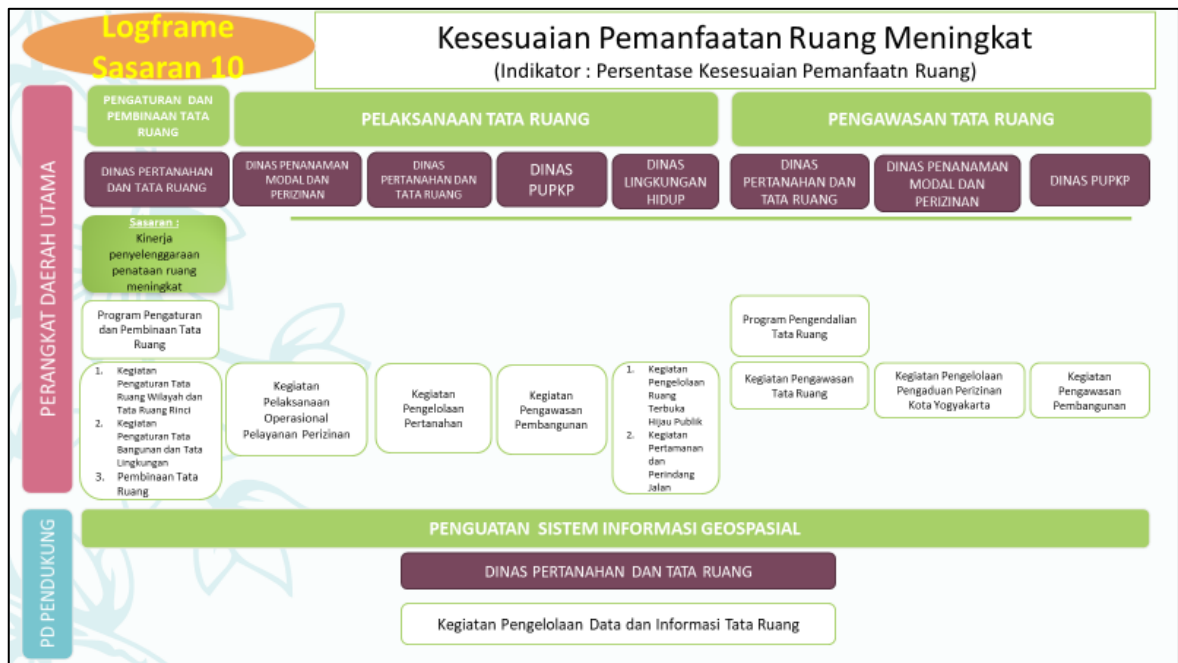 Logframe
Sasaran 10
Kesesuaian Pemanfaatan Ruang Meningkat
(Indikator : Persentase Kesesuaian Pemanfaatn Ruang)
PERANGKAT DAERAH UTAMA
PENGATURAN DAN
PEMBINAAN TATA
RUANG
PELAKSANAAN TATA RUANG
PENGAWASAN TATA RUANG
DINAS PERTANAHAN
DAN TATA RUANG
DINAS PENANAMAN
MODAL DAN
PERIZINAN
DINAS
PERTANAHAN DAN
TATA RUANG
DINAS
PUPKP
DINAS
LINGKUNGAN
HIDUP
DINAS
PERTANAHAN DAN
TATA RUANG
DINAS PENANAMAN
MODAL DAN
PERIZINAN
DINAS PUPKP
Sasaran :
Kinerja
penyelenggaraan
penataan ruang
meningkat
Program Pengaturan
dan Pembinaan Tata
Ruang
Program Pengendalian
Tata Ruang
1. Kegiatan
Pengaturan Tata
Ruang Wilayah dan
Tata Ruang Rinci
2. Kegiatan
Pengaturan Tata
Bangunan dan Tata
Lingkungan
3. Pembinaan Tata
Ruang
Kegiatan
Pelaksanaan
Operasional
Pelayanan Perizinan
Kegiatan
Pengelolaan
Pertanahan
Kegiatan
Pengawasan
Pembangunan
1. Kegiatan
Pengelolaan
Ruang
Terbuka
Hijau Publik
2. Kegiatan
Pertamanan
dan
Perindang
Jalan
Kegiatan Pengawasan
Tata Ruang
Kegiatan Pengelolaan
Pengaduan Perizinan
Kota Yogyakarta
Kegiatan
Pengawasan
Pembangunan
PD PENDUKUNG
PENGUATAN SISTEM INFORMASI GEOSPASIAL
DINAS PERTANAHAN DAN TATA RUANG
Kegiatan Pengelolaan Data dan Informasi Tata Ruang